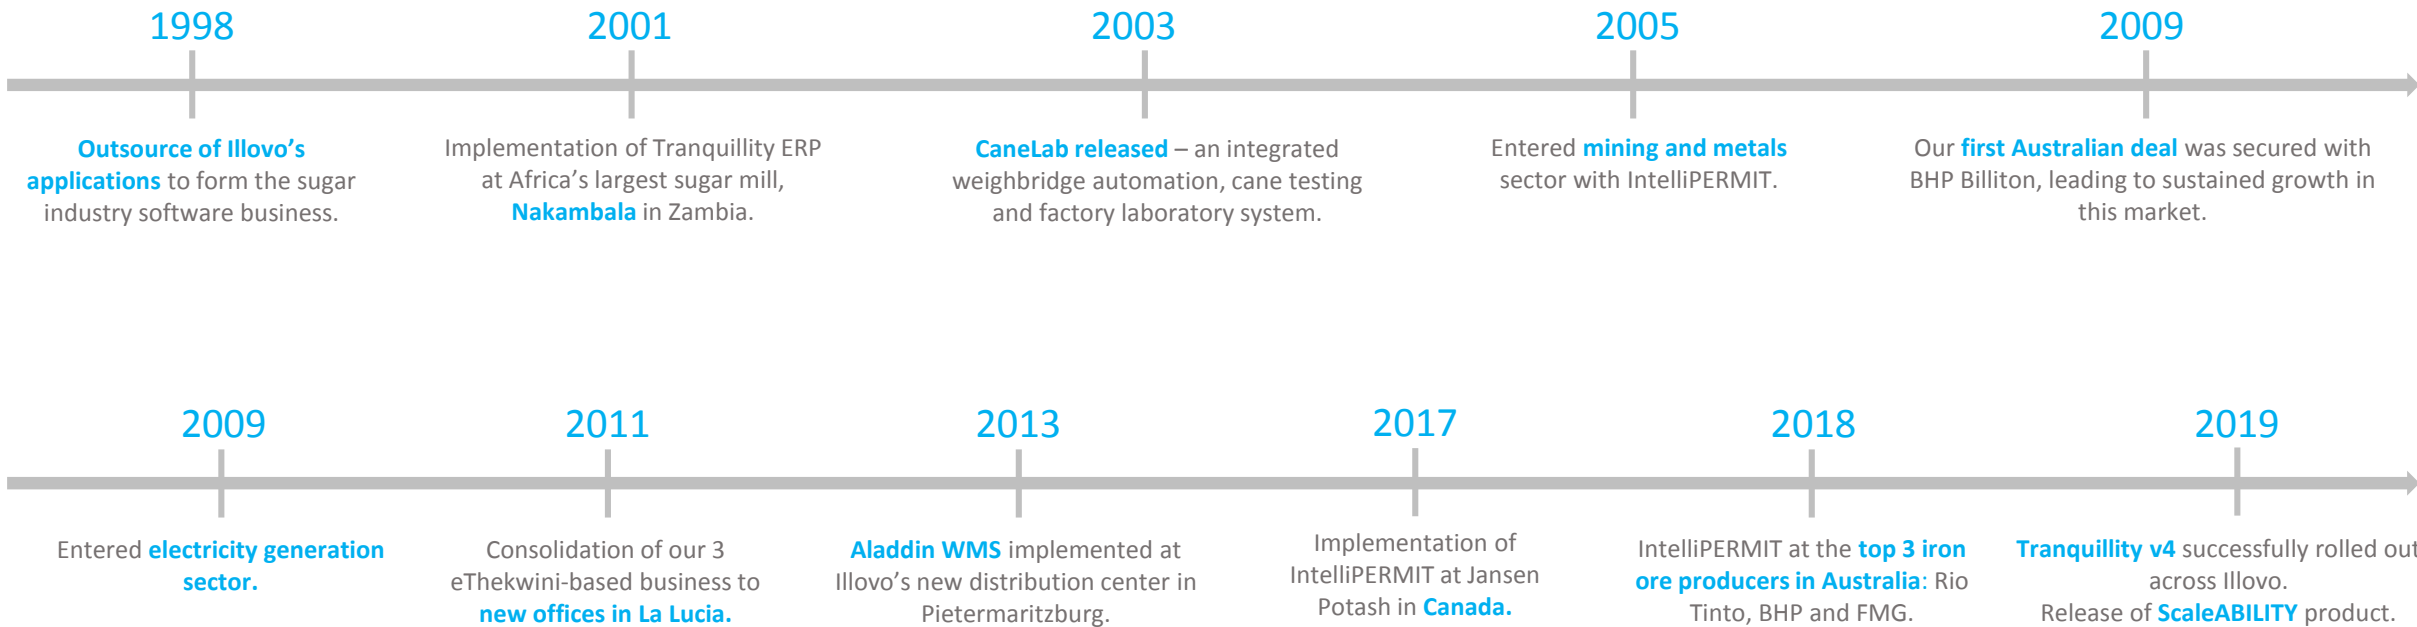 1998
Outsource of Illovo’s
applications to form the sugar
industry software business.
2001
Implementation of Tranquillity ERP
at Africa’s largest sugar mill,
Nakambala in Zambia.
2003
CaneLab released – an integrated
weighbridge automation, cane testing
and factory laboratory system.
2005
Entered mining and metals
sector with IntelliPERMIT.
2009
Our first Australian deal was secured with
BHP Billiton, leading to sustained growth in
this market.
2009
Entered electricity generation
sector.
2011
Consolidation of our 3
eThekwini-based business to
new offices in La Lucia.
2013
Aladdin WMS implemented at
Illovo’s new distribution center in
Pietermaritzburg.
2017
Implementation of
IntelliPERMIT at Jansen
Potash in Canada.
2018
IntelliPERMIT at the top 3 iron
ore producers in Australia: Rio
Tinto, BHP and FMG.
2019
Tranquillity v4 successfully rolled out
across Illovo.
Release of ScaleABILITY product.